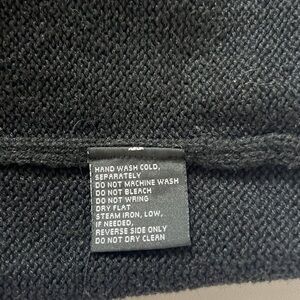 HAND WASH COLD,
SEPARATELY
DO NOT MACHINE WASH
DO NOT BLEACH
DO NOT WRING
DRY FLAT
STEAM IRON, LOW,
IF NEEDED,
REVERSE SIDE ONLY
DO NOT DRY CLEAN